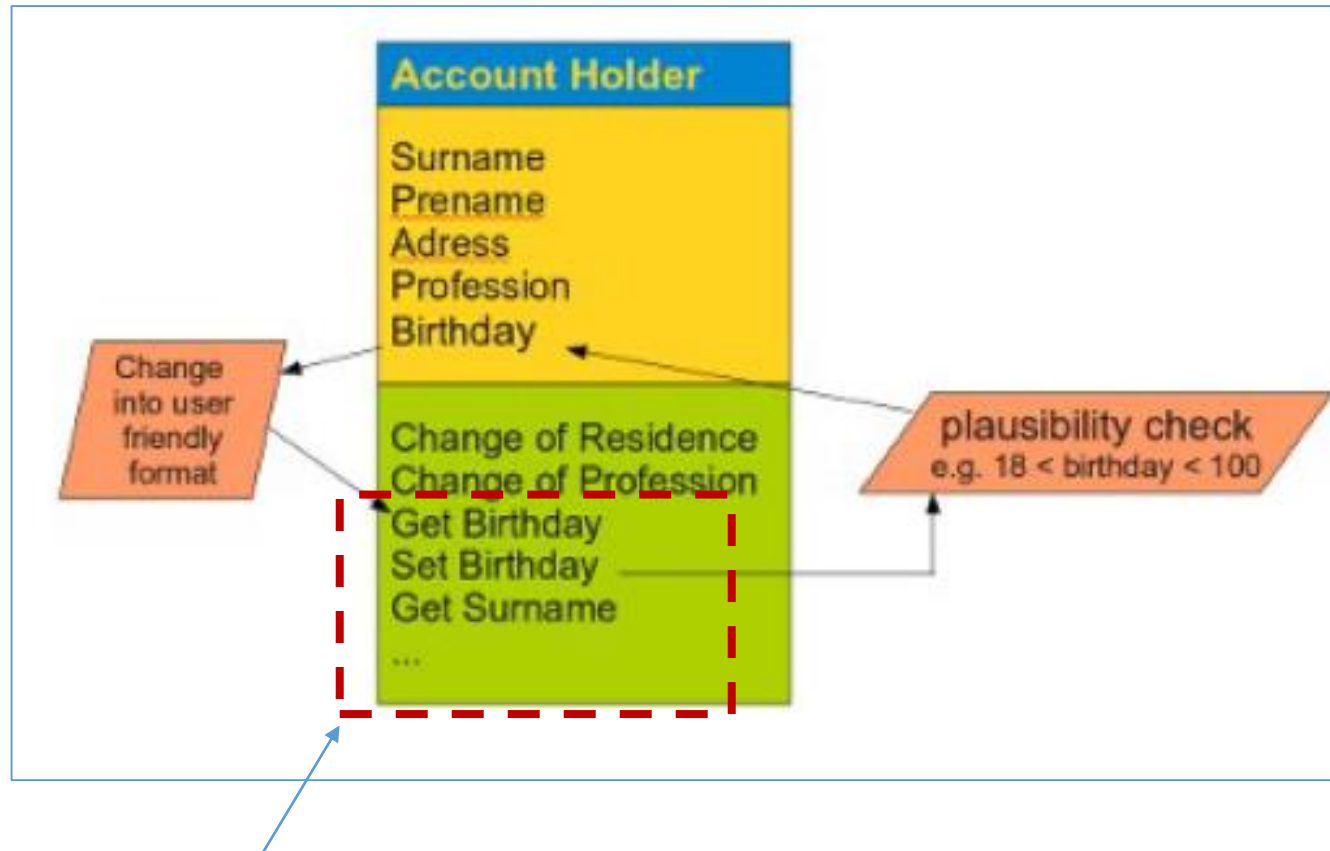 Account Holder
Surname
Prename
Adress
Profession
Birthday
Change
into user
friendly
format
plausibility check
e.g. 18 < birthday < 100
Change of Residence
Change of Profession
Get Birthday
Set Birthday
Get Surname
...